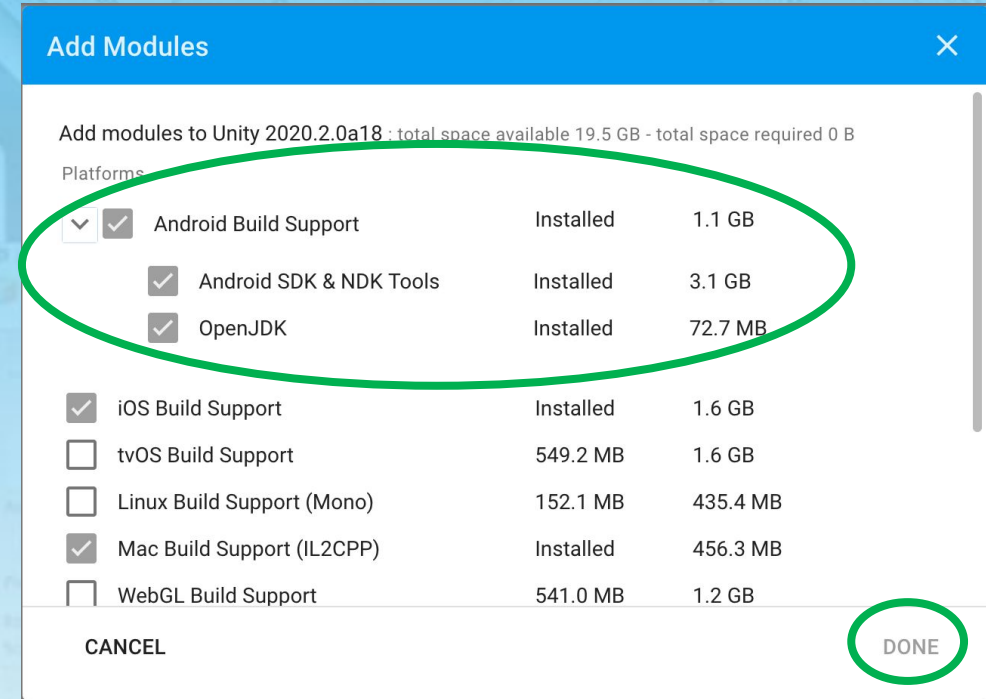 Add Modules
Add modules to Unity 2020.2.0a18 : total space available 19.5 GB - total space required 0 B
Platforms
Android Build Support Installed 1.1 GB
Android SDK & NDK Tools Installed 3.1 GB
OpenJDK Installed 72.7 MB
iOS Build Support Installed 1.6 GB
tvOS Build Support 549.2 MB 1.6 GB
Linux Build Support (Mono) 152.1 MB 435.4 MB
Mac Build Support (IL2CPP) Installed 456.3 MB
WebGL Build Support 541.0 MB 1.2 GB
CANCEL DONE